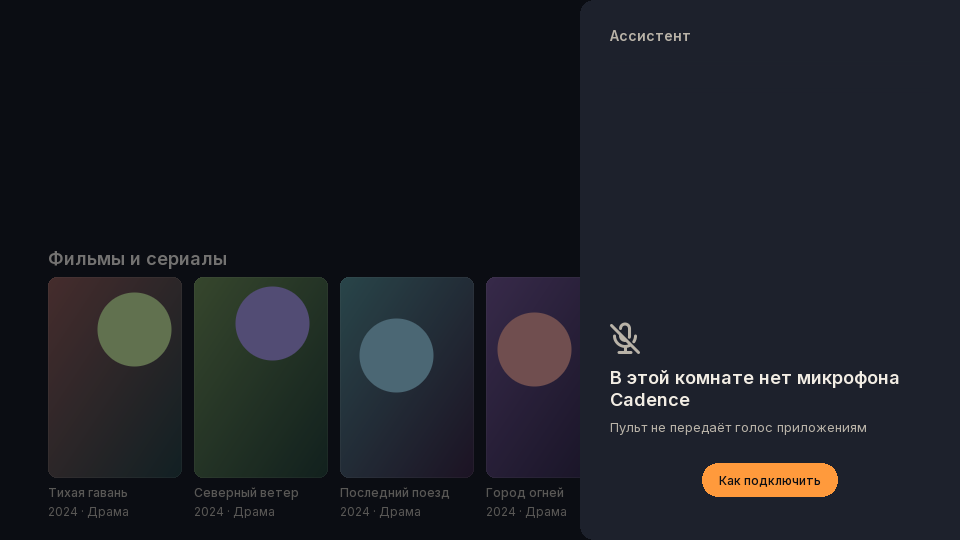 Ассистент
Фильмы и сериалы
Тихая гавань
2024 · Драма
Северный ветер
2024 · Драма
Последний поезд
2024 · Драма
Город огней
2024 · Драма
В этой комнате нет микрофона
Cadence
Пульт не передаёт голос приложениям
Как подключить